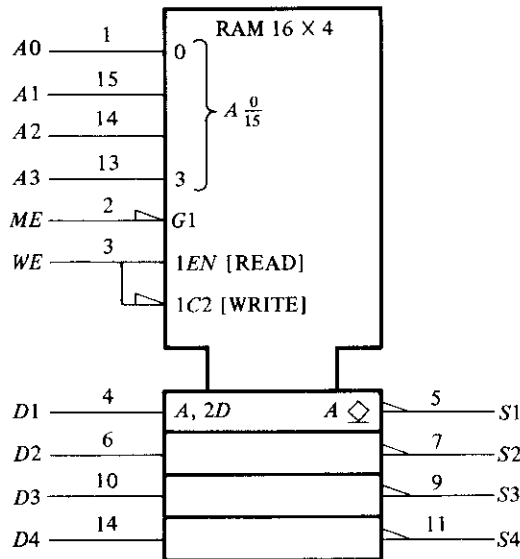 RAM 16 × 4
A0 1 0
A1 15
A 0/15
A2 14
A3 13 3
ME 2 G1
WE 3 1EN [READ]
1C2 [WRITE]
D1 4 A, 2D A ◇ 5 S1
D2 6 7 S2
D3 10 9 S3
D4 14 11 S4